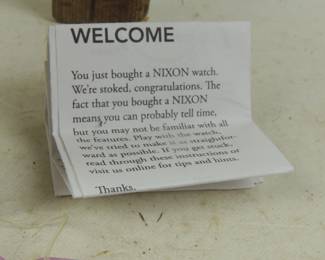 WELCOME
You just bought a NIXON watch.
We're stoked, congratulations. The
fact that you bought a NIXON
means you can probably tell time,
but you may not be familiar with all
the features. Play with the watch,
we've tried to make it as straightfor-
ward as possible. If you get stuck,
read through these instructions or
visit us online for tips and hints.
Thanks,